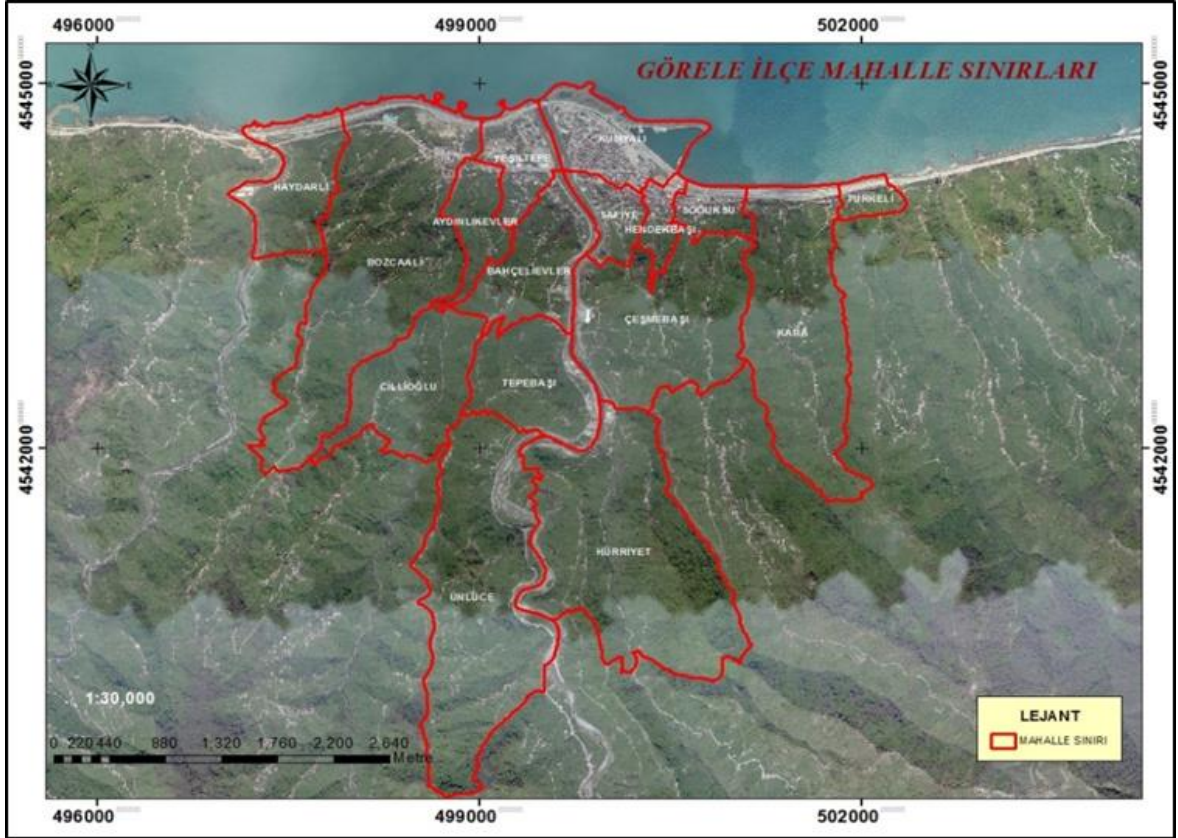 496000 499000 502000
GÖRELE İLÇE MAHALLE SINIRLARI
4545000
4545000
KUMYALI
YEŞİLTEPE
HAYDARLI
TÜRKELİ
SOĞUKSU
SAFİYE
AYDINLIKEVLER
HENDEKBAŞI
BOZCAALİ
BAHÇELİEVLER
ÇEŞMEBAŞI
KARA
CİLLİOĞLU
TEPEBAŞI
4542000
4542000
HÜRRİYET
ÜNLÜCE
1:30,000
0 220 440 880 1,320 1,760 2,200 2,640
Metre
LEJANT
MAHALLE SINIRI
496000 499000 502000